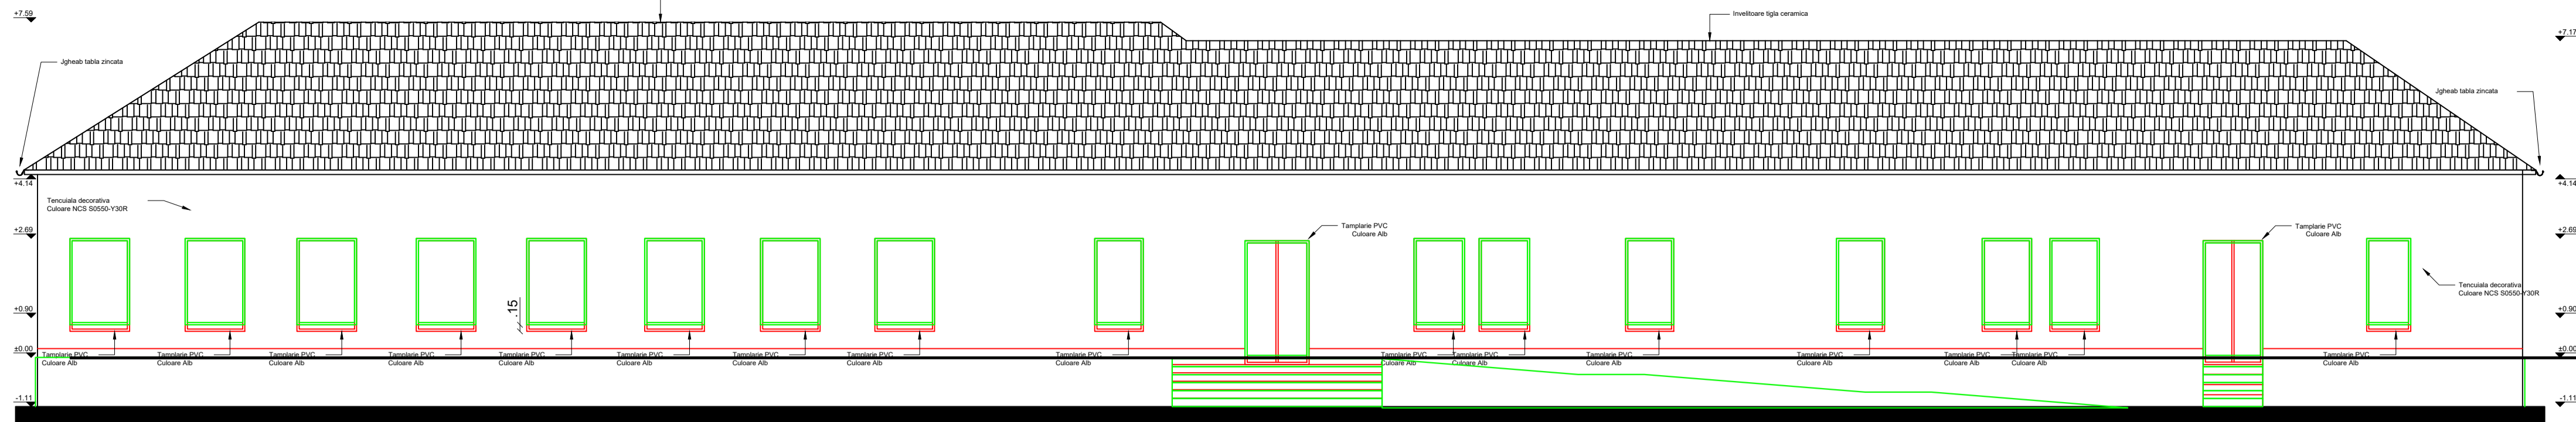 +7.59
Invelitoare tigla ceramica
+7.17
Jgheab tabla zincata
Jgheab tabla zincata
+4.14
+4.14
Tencuiala decorativa
Culoare NCS S0550-Y30R
Tamplarie PVC
Culoare Alb
Tamplarie PVC
Culoare Alb
+2.69
+2.69
Tencuiala decorativa
Culoare NCS S0550-Y30R
+0.90
.15
+0.90
±0.00
±0.00
Tamplarie PVC
Culoare Alb
Tamplarie PVC
Culoare Alb
Tamplarie PVC
Culoare Alb
Tamplarie PVC
Culoare Alb
Tamplarie PVC
Culoare Alb
Tamplarie PVC
Culoare Alb
Tamplarie PVC
Culoare Alb
Tamplarie PVC
Culoare Alb
Tamplarie PVC
Culoare Alb
Tamplarie PVC
Culoare Alb
Tamplarie PVC
Culoare Alb
Tamplarie PVC
Culoare Alb
Tamplarie PVC
Culoare Alb
Tamplarie PVC
Culoare Alb
Tamplarie PVC
Culoare Alb
Tamplarie PVC
Culoare Alb
-1.11
-1.11